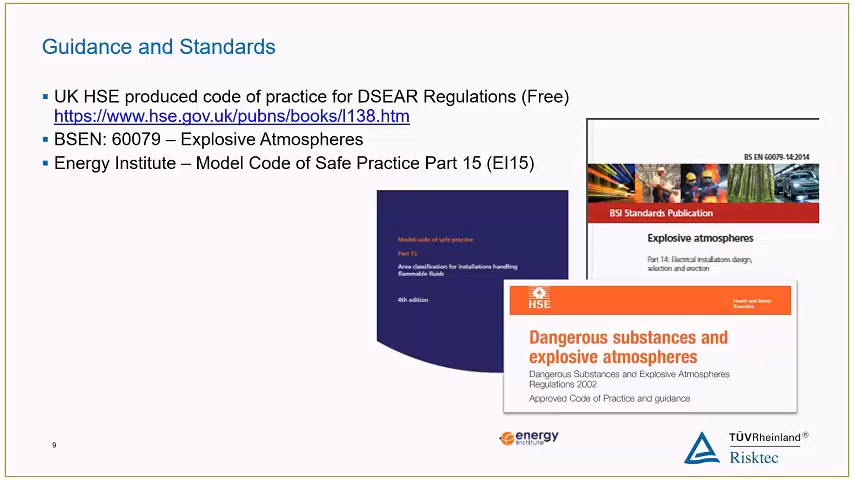 Guidance and Standards
UK HSE produced code of practice for DSEAR Regulations (Free)
https://www.hse.gov.uk/pubns/books/l138.htm
BSEN: 60079 – Explosive Atmospheres
Energy Institute – Model Code of Safe Practice Part 15 (EI15)
BS EN 60079-14:2014
BSI Standards Publication
Explosive atmospheres
Part 14: Electrical installations design,
selection and erection
Model code of safe practice
Part 15
Area classification for installations handling
flammable fluids
4th edition
HSE
Health and Safety
Executive
Dangerous substances and
explosive atmospheres
Dangerous Substances and Explosive Atmospheres
Regulations 2002
Approved Code of Practice and guidance
9
energy
institute
TÜVRheinland®
Risktec